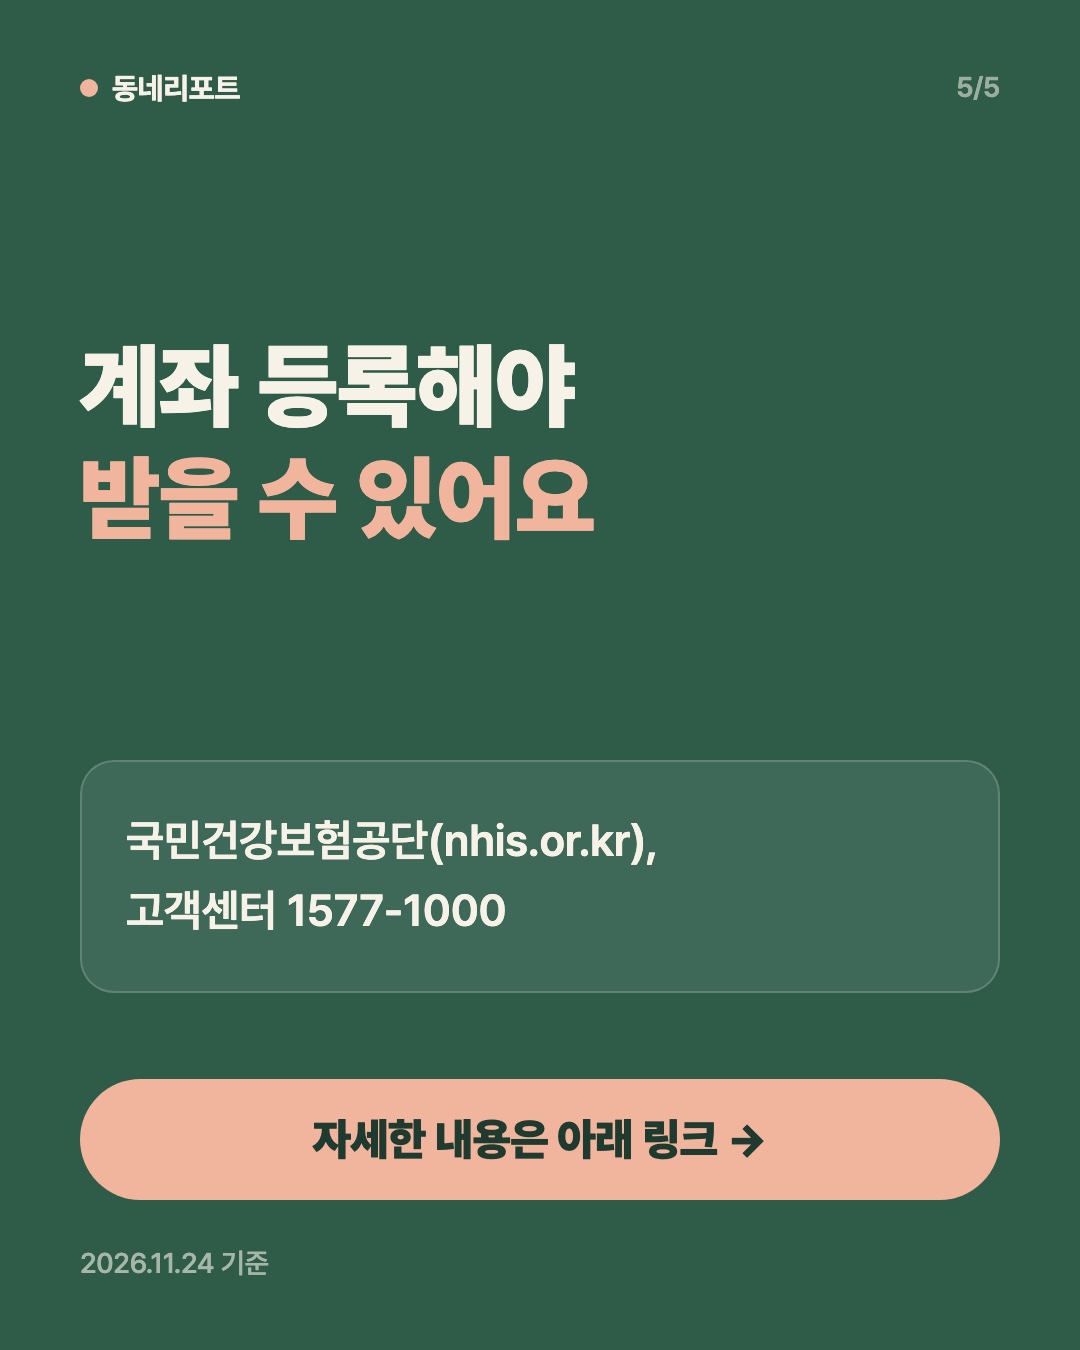 동네리포트
5/5
계좌 등록해야
받을 수 있어요
국민건강보험공단(nhis.or.kr),
고객센터 1577-1000
자세한 내용은 아래 링크 →
2026.11.24 기준